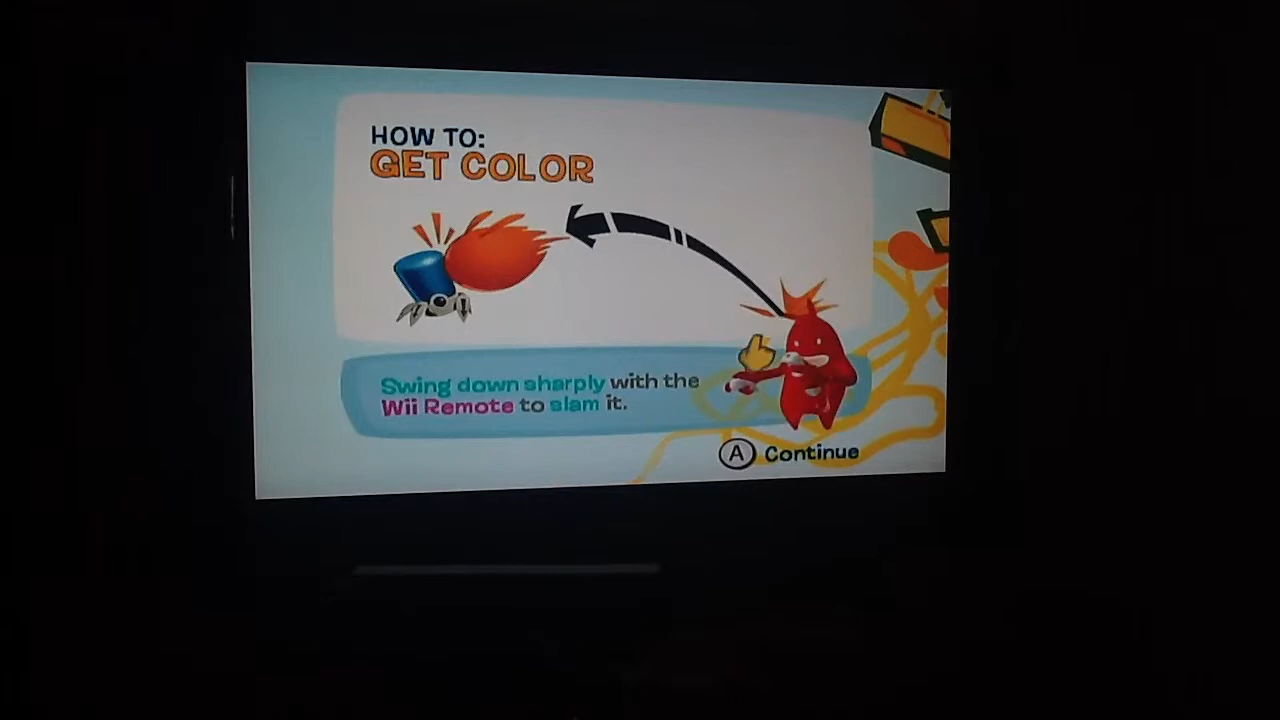 HOW TO:
GET COLOR
Swing down sharply with the
Wii Remote to slam it.
A Continue